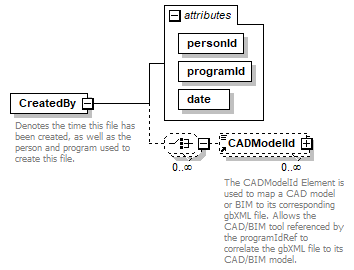 attributes
personId
programId
date
CreatedBy
Denotes the time this file has
been created, as well as the
person and program used to
create this file.
CADModelId
0..∞
0..∞
The CADModelId Element is
used to map a CAD model
or BIM to its corresponding
gbXML file. Allows the
CAD/BIM tool referenced by
the programIdRef to
correlate the gbXML file to its
CAD/BIM model.